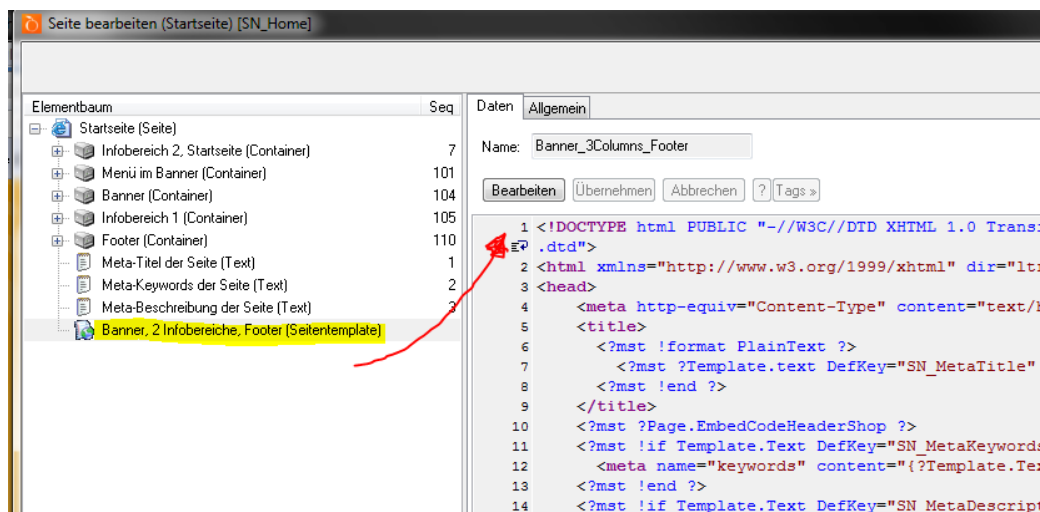 Seite bearbeiten (Startseite) [SN_Home]
Elementbaum Seq
Startseite (Seite)
Infobereich 2, Startseite (Container) 7
Menü im Banner (Container) 101
Banner (Container) 104
Infobereich 1 (Container) 105
Footer (Container) 110
Meta-Titel der Seite (Text) 1
Meta-Keywords der Seite (Text) 2
Meta-Beschreibung der Seite (Text) 3
Banner, 2 Infobereiche, Footer (Seitentemplate)
Daten Allgemein
Name: Banner_3Columns_Footer
Bearbeiten Übernehmen Abbrechen ? Tags »
1 <!DOCTYPE html PUBLIC "-//W3C//DTD XHTML 1.0 Transi
.dtd">
2 <html xmlns="http://www.w3.org/1999/xhtml" dir="ltr
3 <head>
4 <meta http-equiv="Content-Type" content="text/h
5 <title>
6 <?mst !format PlainText ?>
7 <?mst ?Template.text DefKey="SN_MetaTitle"
8 <?mst !end ?>
9 </title>
10 <?mst ?Page.EmbedCodeHeaderShop ?>
11 <?mst !if Template.Text DefKey="SN_MetaKeywords
12 <meta name="keywords" content="{?Template.Tex
13 <?mst !end ?>
14 <?mst !if Template.Text DefKey="SN_MetaDescript